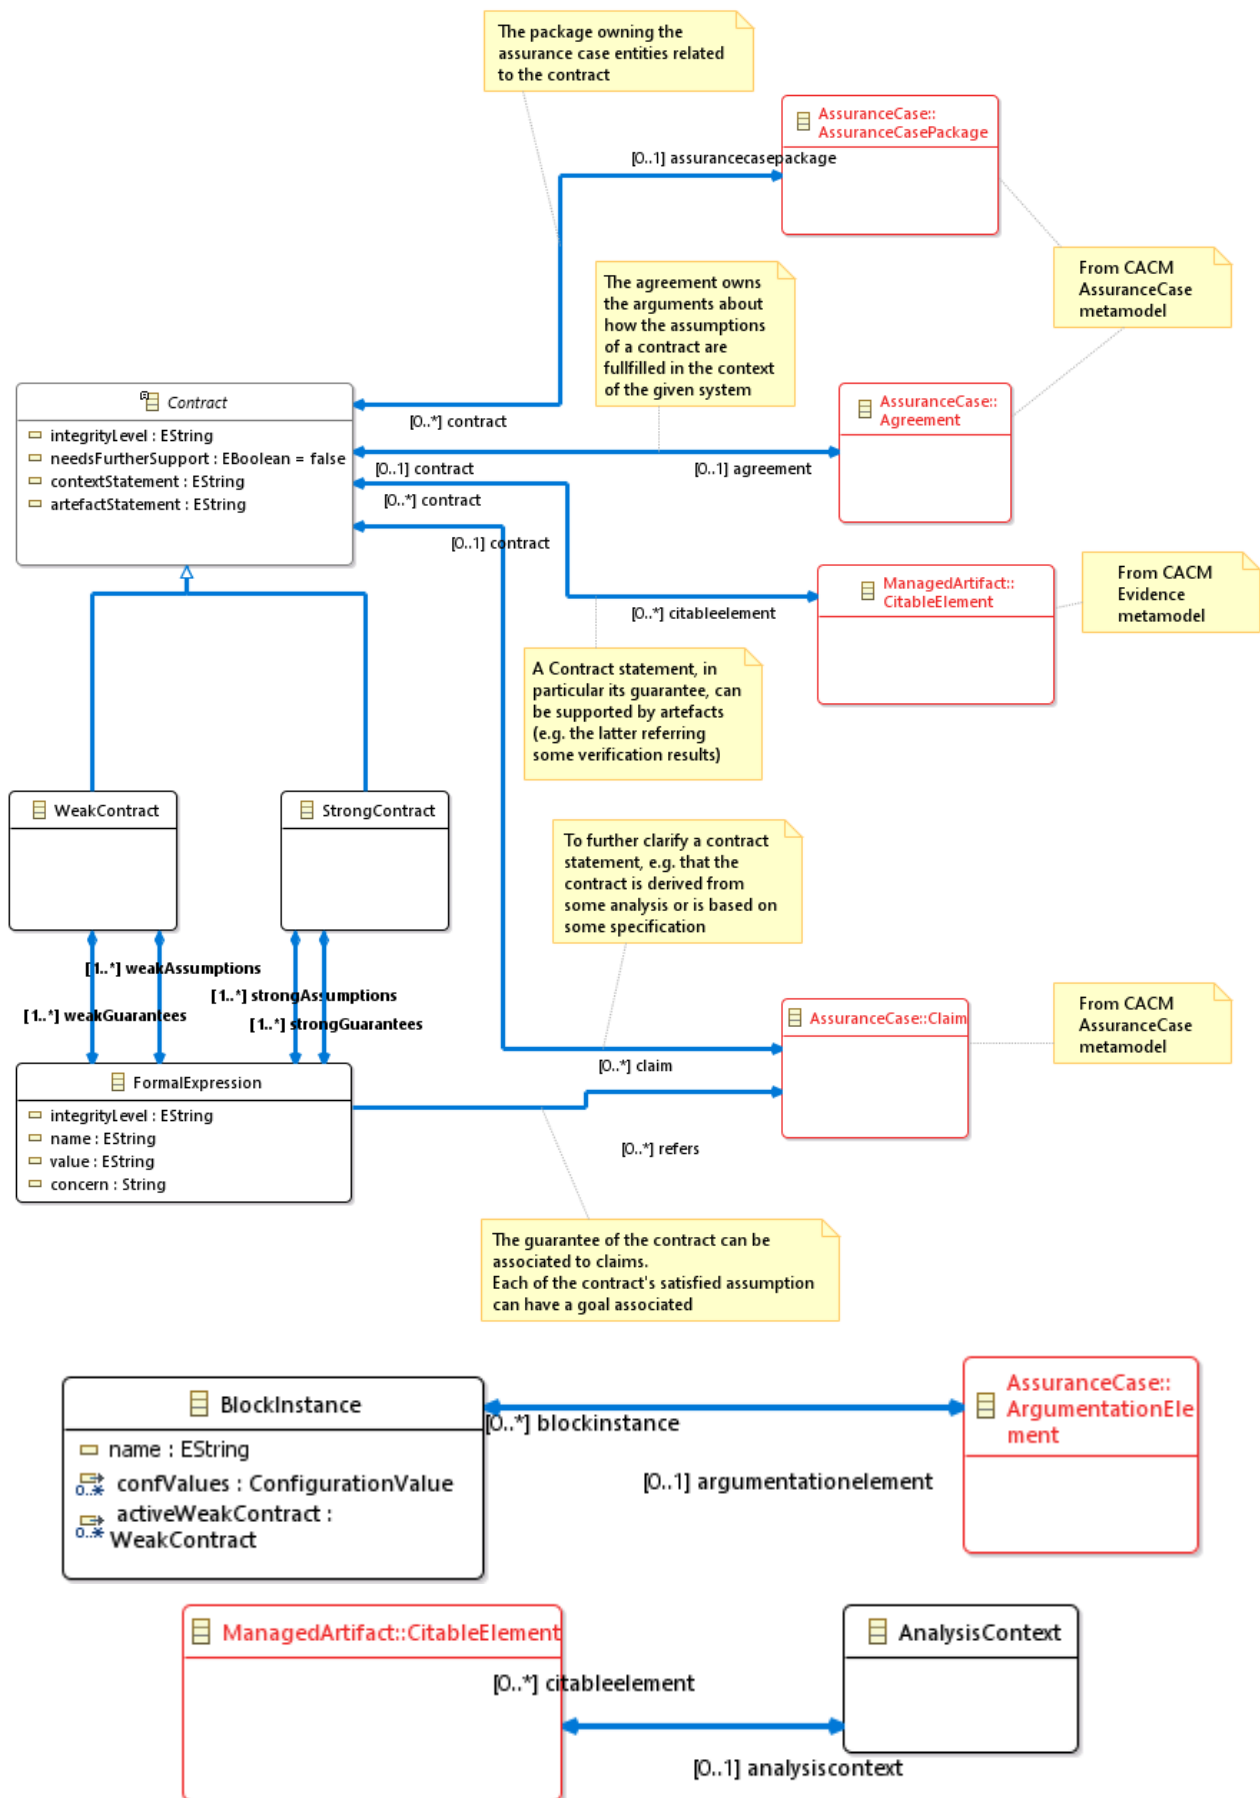 The package owning the
assurance case entities related
to the contract
AssuranceCase::
AssuranceCasePackage
[0..1] assurancecasepackage
From CACM
AssuranceCase
metamodel
The agreement owns
the arguments about
how the assumptions
of a contract are
fullfilled in the context
of the given system
Contract
integrityLevel : EString
needsFurtherSupport : EBoolean = false
contextStatement : EString
artefactStatement : EString
[0..*] contract
AssuranceCase::
Agreement
[0..1] contract
[0..1] agreement
[0..*] contract
[0..1] contract
ManagedArtifact::
CitableElement
From CACM
Evidence
metamodel
[0..*] citableelement
A Contract statement, in
particular its guarantee, can
be supported by artefacts
(e.g. the latter referring
some verification results)
WeakContract
StrongContract
To further clarify a contract
statement, e.g. that the
contract is derived from
some analysis or is based on
some specification
[1..*] weakAssumptions
[1..*] strongAssumptions
[1..*] weakGuarantees
[1..*] strongGuarantees
AssuranceCase::Claim
From CACM
AssuranceCase
metamodel
[0..*] claim
FormalExpression
integrityLevel : EString
name : EString
value : EString
concern : String
[0..*] refers
The guarantee of the contract can be
associated to claims.
Each of the contract's satisfied assumption
can have a goal associated
BlockInstance
name : EString
0..* confValues : ConfigurationValue
0..* activeWeakContract :
WeakContract
[0..*] blockinstance
[0..1] argumentationelement
AssuranceCase::
ArgumentationEle
ment
ManagedArtifact::CitableElement
AnalysisContext
[0..*] citableelement
[0..1] analysiscontext